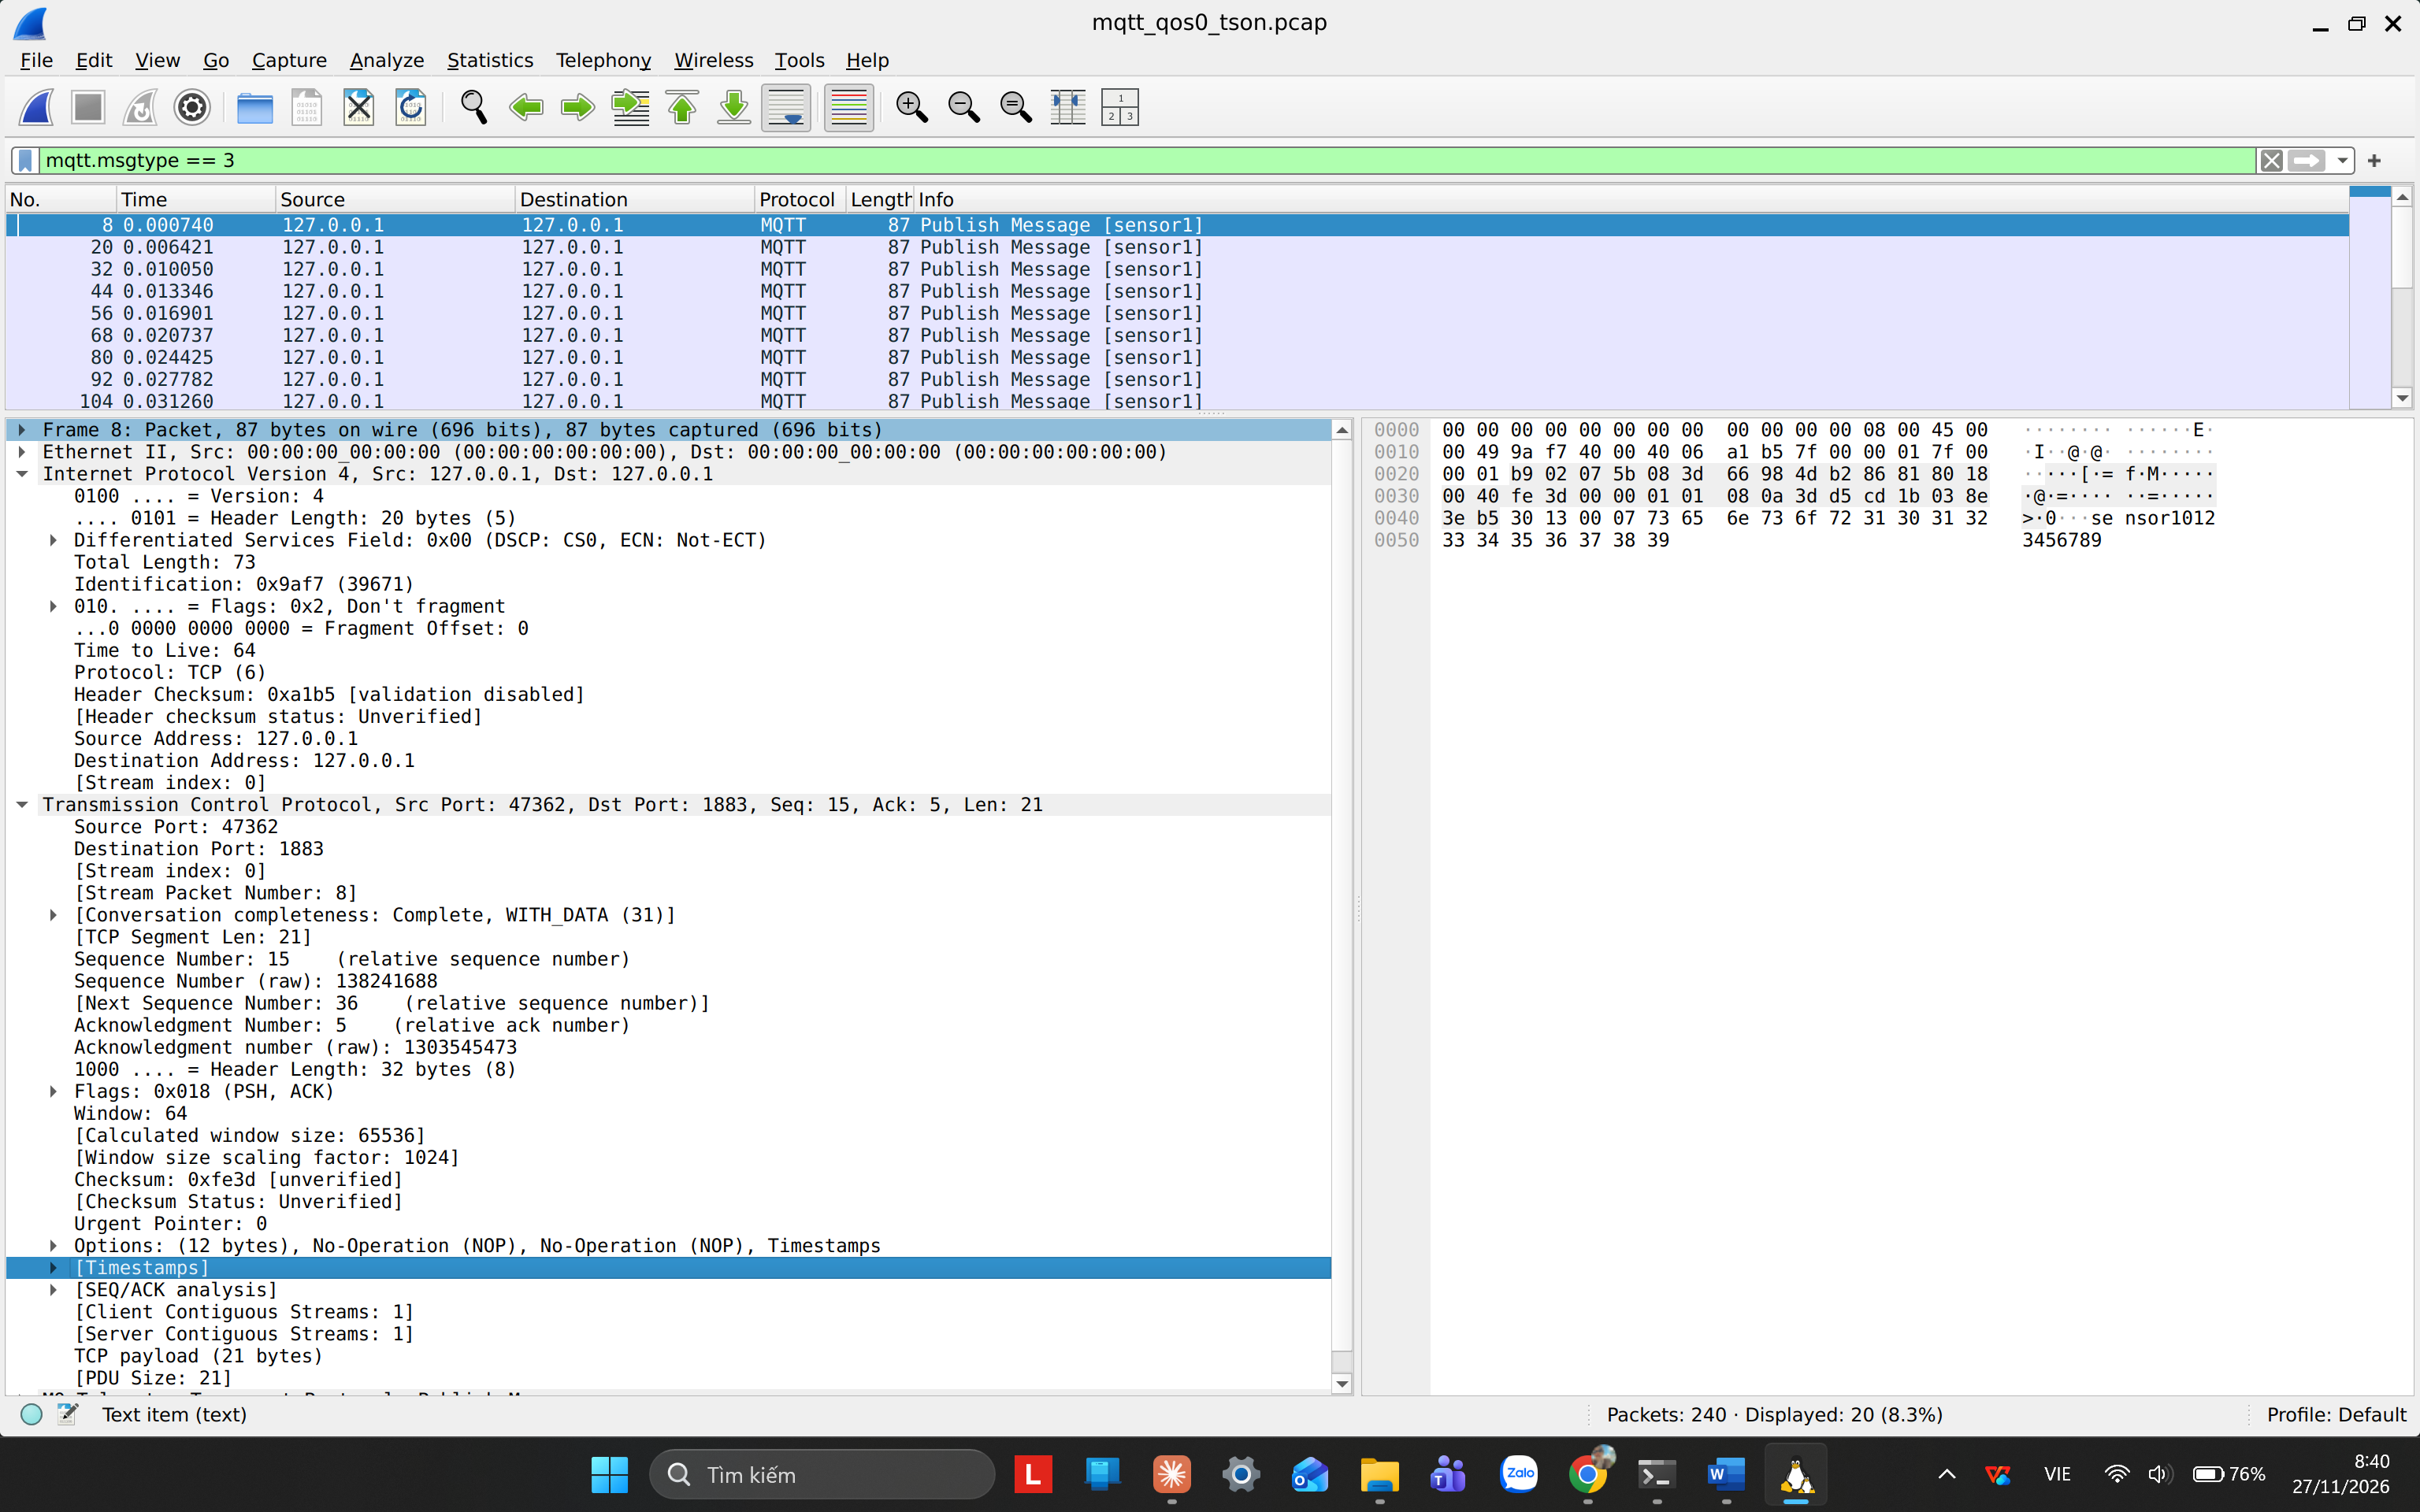 mqtt_qos0_tson.pcap
File Edit View Go Capture Analyze Statistics Telephony Wireless Tools Help
mqtt.msgtype == 3
No. Time Source Destination Protocol Length Info
8 0.000740 127.0.0.1 127.0.0.1 MQTT 87 Publish Message [sensor1]
20 0.006421 127.0.0.1 127.0.0.1 MQTT 87 Publish Message [sensor1]
32 0.010050 127.0.0.1 127.0.0.1 MQTT 87 Publish Message [sensor1]
44 0.013346 127.0.0.1 127.0.0.1 MQTT 87 Publish Message [sensor1]
56 0.016901 127.0.0.1 127.0.0.1 MQTT 87 Publish Message [sensor1]
68 0.020737 127.0.0.1 127.0.0.1 MQTT 87 Publish Message [sensor1]
80 0.024425 127.0.0.1 127.0.0.1 MQTT 87 Publish Message [sensor1]
92 0.027782 127.0.0.1 127.0.0.1 MQTT 87 Publish Message [sensor1]
104 0.031260 127.0.0.1 127.0.0.1 MQTT 87 Publish Message [sensor1]
Frame 8: Packet, 87 bytes on wire (696 bits), 87 bytes captured (696 bits)
Ethernet II, Src: 00:00:00_00:00:00 (00:00:00:00:00:00), Dst: 00:00:00_00:00:00 (00:00:00:00:00:00)
Internet Protocol Version 4, Src: 127.0.0.1, Dst: 127.0.0.1
0100 .... = Version: 4
.... 0101 = Header Length: 20 bytes (5)
Differentiated Services Field: 0x00 (DSCP: CS0, ECN: Not-ECT)
Total Length: 73
Identification: 0x9af7 (39671)
010. .... = Flags: 0x2, Don't fragment
...0 0000 0000 0000 = Fragment Offset: 0
Time to Live: 64
Protocol: TCP (6)
Header Checksum: 0xa1b5 [validation disabled]
[Header checksum status: Unverified]
Source Address: 127.0.0.1
Destination Address: 127.0.0.1
[Stream index: 0]
Transmission Control Protocol, Src Port: 47362, Dst Port: 1883, Seq: 15, Ack: 5, Len: 21
Source Port: 47362
Destination Port: 1883
[Stream index: 0]
[Stream Packet Number: 8]
[Conversation completeness: Complete, WITH_DATA (31)]
[TCP Segment Len: 21]
Sequence Number: 15 (relative sequence number)
Sequence Number (raw): 138241688
[Next Sequence Number: 36 (relative sequence number)]
Acknowledgment Number: 5 (relative ack number)
Acknowledgment number (raw): 1303545473
1000 .... = Header Length: 32 bytes (8)
Flags: 0x018 (PSH, ACK)
Window: 64
[Calculated window size: 65536]
[Window size scaling factor: 1024]
Checksum: 0xfe3d [unverified]
[Checksum Status: Unverified]
Urgent Pointer: 0
Options: (12 bytes), No-Operation (NOP), No-Operation (NOP), Timestamps
[Timestamps]
[SEQ/ACK analysis]
[Client Contiguous Streams: 1]
[Server Contiguous Streams: 1]
TCP payload (21 bytes)
[PDU Size: 21]
0000 00 00 00 00 00 00 00 00 00 00 00 00 08 00 45 00 ········ ······E·
0010 00 49 9a f7 40 00 40 06 a1 b5 7f 00 00 01 7f 00 ·I··@·@· ········
0020 00 01 b9 02 07 5b 08 3d 66 98 4d b2 86 81 80 18 ·····[·= f·M·····
0030 00 40 fe 3d 00 00 01 01 08 0a 3d d5 cd 1b 03 8e ·@·=···· ··=·····
0040 3e b5 30 13 00 07 73 65 6e 73 6f 72 31 30 31 32 >·0···se nsor1012
0050 33 34 35 36 37 38 39 3456789
Text item (text)
Packets: 240 · Displayed: 20 (8.3%)
Profile: Default
Tìm kiếm
L
Zalo
VIE
76%
8:40
27/11/2026